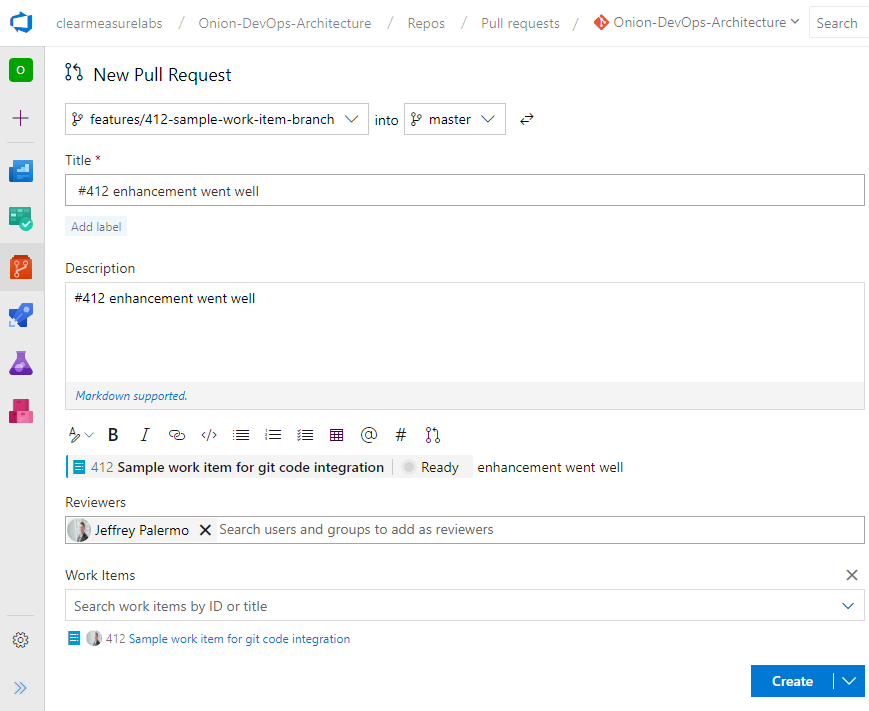 clearmeasurelabs / Onion-DevOps-Architecture / Repos / Pull requests / Onion-DevOps-Architecture Search
O
New Pull Request
features/412-sample-work-item-branch into master
Title *
#412 enhancement went well
Add label
Description
#412 enhancement went well
Markdown supported.
B I </> @ #
412 Sample work item for git code integration Ready enhancement went well
Reviewers
Jeffrey Palermo Search users and groups to add as reviewers
Work Items
Search work items by ID or title
412 Sample work item for git code integration
Create